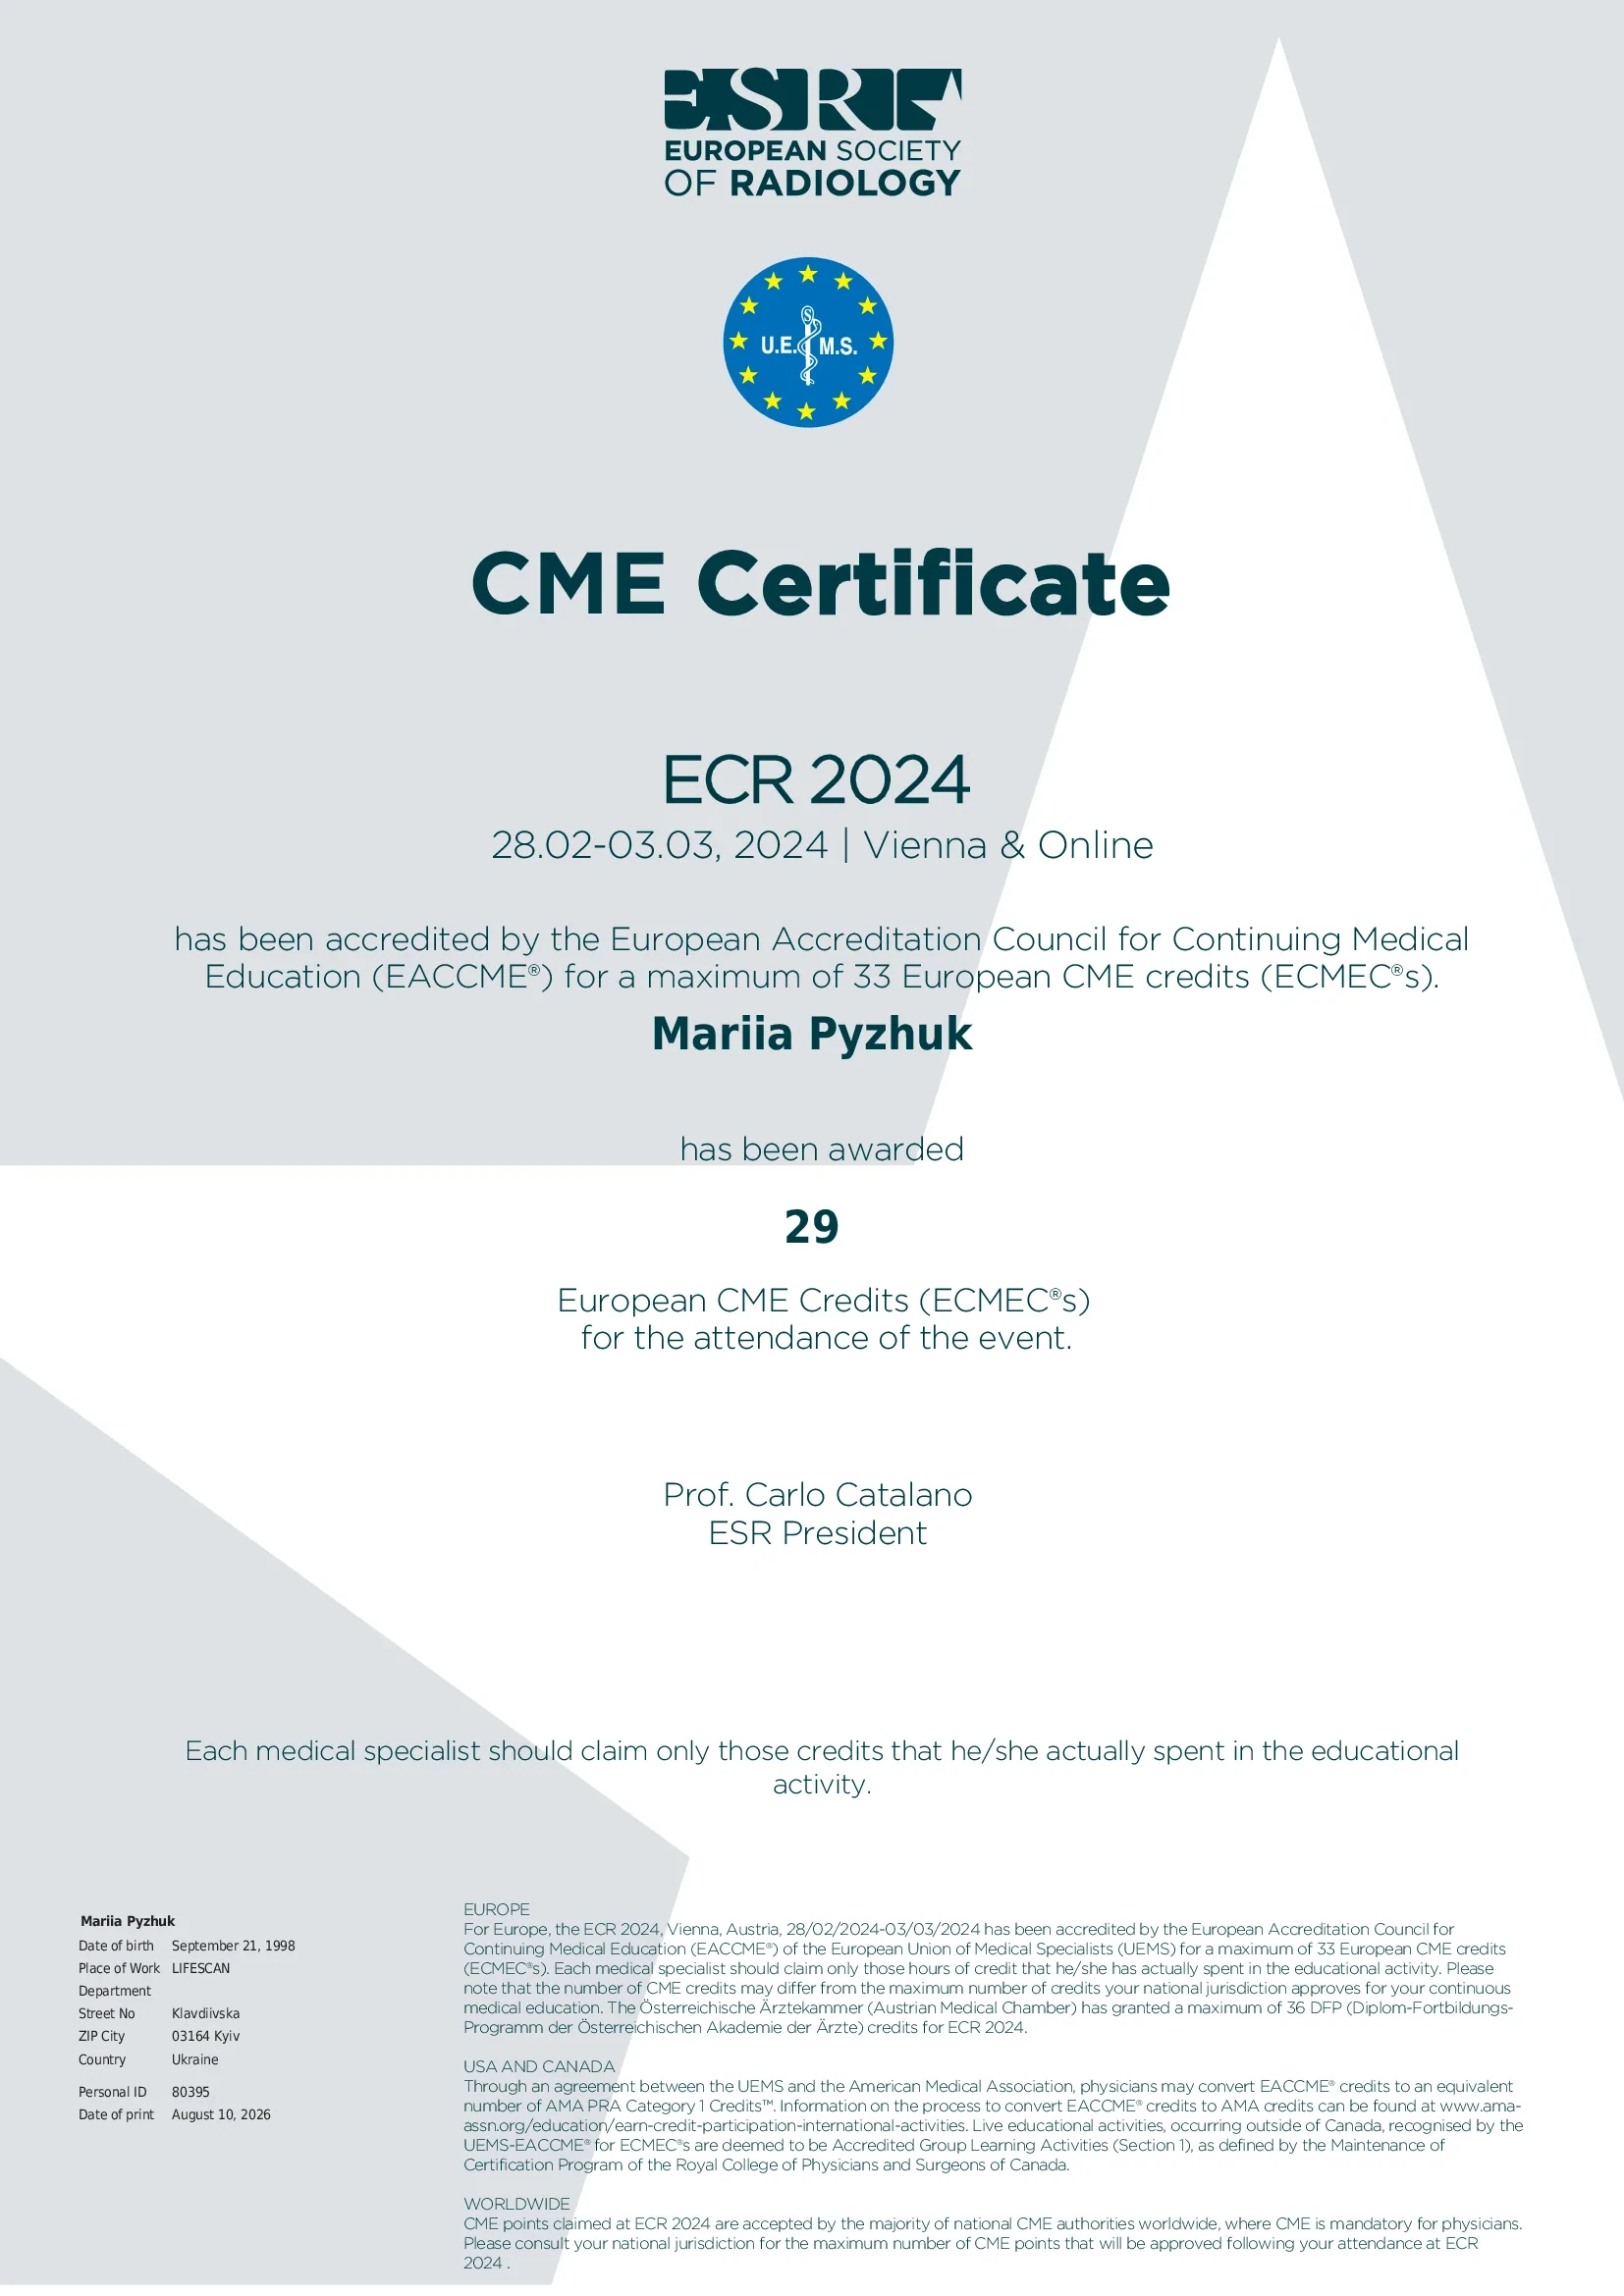 ESR
EUROPEAN SOCIETY
OF RADIOLOGY
U.E. M.S.
CME Certificate
ECR 2024
28.02-03.03, 2024 | Vienna & Online
has been accredited by the European Accreditation Council for Continuing Medical
Education (EACCME®) for a maximum of 33 European CME credits (ECMEC®s).
Mariia Pyzhuk
has been awarded
29
European CME Credits (ECMEC®s)
for the attendance of the event.
Prof. Carlo Catalano
ESR President
Each medical specialist should claim only those credits that he/she actually spent in the educational
activity.
Mariia Pyzhuk
Date of birth September 21, 1998
Place of Work LIFESCAN
Department
Street No Klavdiivska
ZIP City 03164 Kyiv
Country Ukraine
Personal ID 80395
Date of print August 10, 2026
EUROPE
For Europe, the ECR 2024, Vienna, Austria, 28/02/2024-03/03/2024 has been accredited by the European Accreditation Council for
Continuing Medical Education (EACCME®) of the European Union of Medical Specialists (UEMS) for a maximum of 33 European CME credits
(ECMEC®s). Each medical specialist should claim only those hours of credit that he/she has actually spent in the educational activity. Please
note that the number of CME credits may differ from the maximum number of credits your national jurisdiction approves for your continuous
medical education. The Österreichische Ärztekammer (Austrian Medical Chamber) has granted a maximum of 36 DFP (Diplom-Fortbildungs-
Programm der Österreichischen Akademie der Ärzte) credits for ECR 2024.
USA AND CANADA
Through an agreement between the UEMS and the American Medical Association, physicians may convert EACCME® credits to an equivalent
number of AMA PRA Category 1 Credits™. Information on the process to convert EACCME® credits to AMA credits can be found at www.ama-
assn.org/education/earn-credit-participation-international-activities. Live educational activities, occurring outside of Canada, recognised by the
UEMS-EACCME® for ECMEC®s are deemed to be Accredited Group Learning Activities (Section 1), as defined by the Maintenance of
Certification Program of the Royal College of Physicians and Surgeons of Canada.
WORLDWIDE
CME points claimed at ECR 2024 are accepted by the majority of national CME authorities worldwide, where CME is mandatory for physicians.
Please consult your national jurisdiction for the maximum number of CME points that will be approved following your attendance at ECR
2024 .